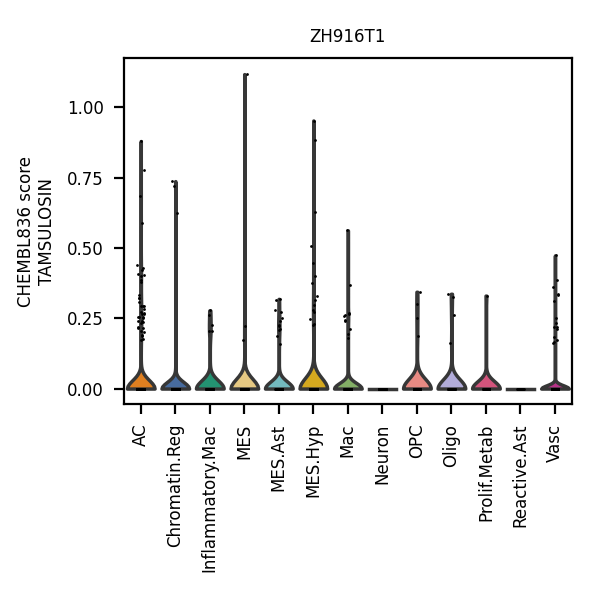 ZH916T1
CHEMBL836 score
TAMSULOSIN
1.00
0.75
0.50
0.25
0.00
AC
Chromatin.Reg
Inflammatory.Mac
MES
MES.Ast
MES.Hyp
Mac
Neuron
OPC
Oligo
Prolif.Metab
Reactive.Ast
Vasc